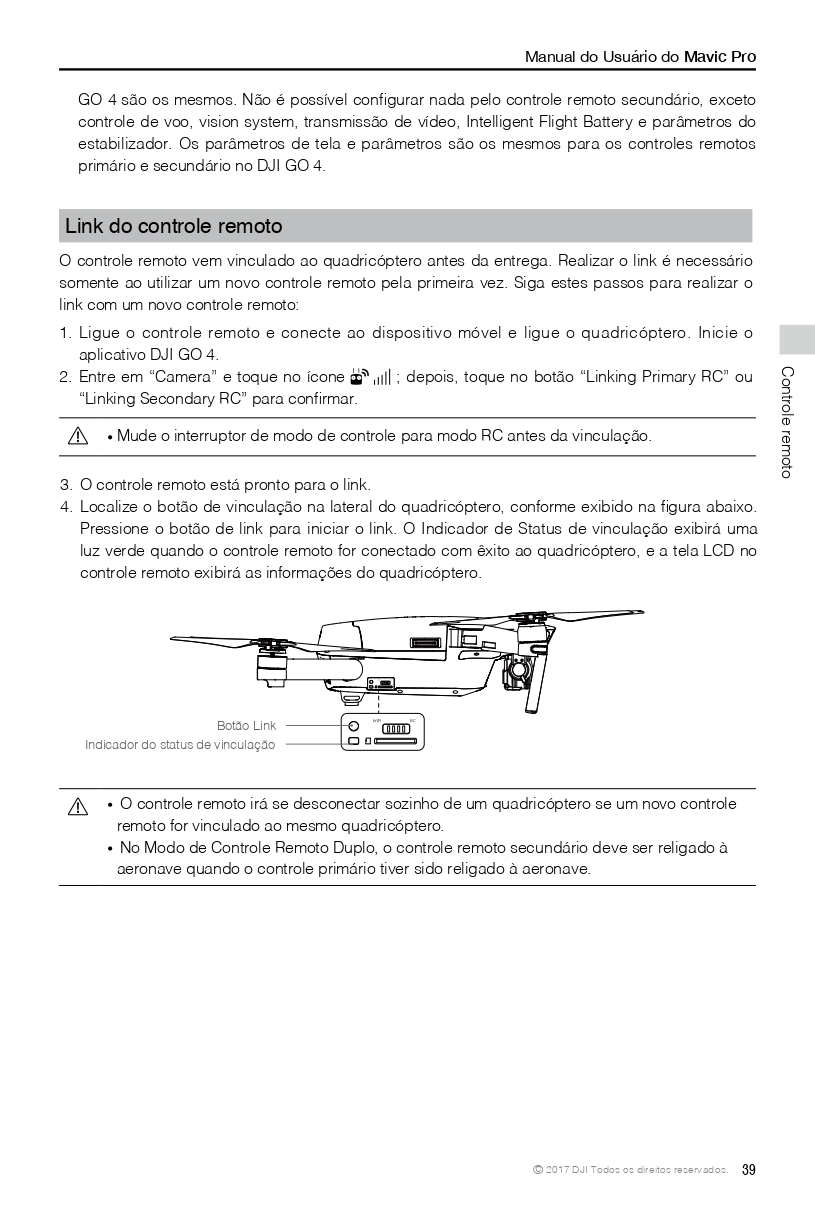 Manual do Usuário do Mavic Pro
GO 4 são os mesmos. Não é possível configurar nada pelo controle remoto secundário, exceto
controle de voo, vision system, transmissão de vídeo, Intelligent Flight Battery e parâmetros do
estabilizador. Os parâmetros de tela e parâmetros são os mesmos para os controles remotos
primário e secundário no DJI GO 4.
Link do controle remoto
O controle remoto vem vinculado ao quadricóptero antes da entrega. Realizar o link é necessário
somente ao utilizar um novo controle remoto pela primeira vez. Siga estes passos para realizar o
link com um novo controle remoto:
1. Ligue o controle remoto e conecte ao dispositivo móvel e ligue o quadricóptero. Inicie o
aplicativo DJI GO 4.
2. Entre em “Camera” e toque no ícone ; depois, toque no botão “Linking Primary RC” ou
“Linking Secondary RC” para confirmar.
• Mude o interruptor de modo de controle para modo RC antes da vinculação.
3. O controle remoto está pronto para o link.
4. Localize o botão de vinculação na lateral do quadricóptero, conforme exibido na figura abaixo.
Pressione o botão de link para iniciar o link. O Indicador de Status de vinculação exibirá uma
luz verde quando o controle remoto for conectado com êxito ao quadricóptero, e a tela LCD no
controle remoto exibirá as informações do quadricóptero.
WiFi RC
Botão Link
Indicador do status de vinculação
• O controle remoto irá se desconectar sozinho de um quadricóptero se um novo controle
remoto for vinculado ao mesmo quadricóptero.
• No Modo de Controle Remoto Duplo, o controle remoto secundário deve ser religado à
aeronave quando o controle primário tiver sido religado à aeronave.
Controle remoto
© 2017 DJI Todos os direitos reservados. 39